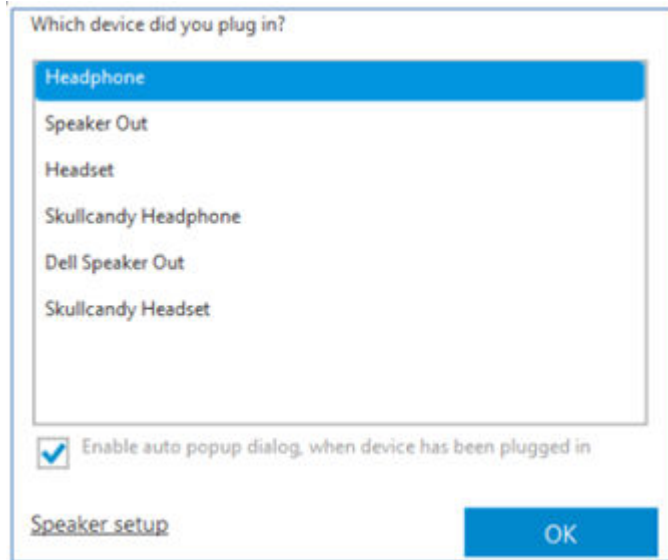 Which device did you plug in?
Headphone
Speaker Out
Headset
Skullcandy Headphone
Dell Speaker Out
Skullcandy Headset
Enable auto popup dialog, when device has been plugged in
Speaker setup
OK